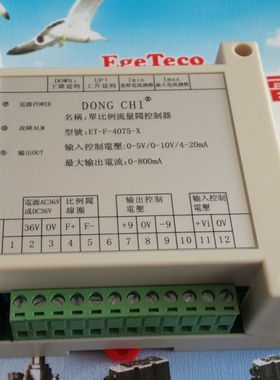 EgeTeco
DOWN↓ UP↑ Imin Imax
下降延時 上升延時 基準電流調整 最大電流調整
電源POWER
DONG CHI®
名稱：單比例流量閥控制器
故障ALM
型號：ET-F-4075-X
輸入控制電壓：0-5V/0-10V/4-20mA
輸出OUT
最大輸出電流：0-800mA
電源AC36V 比例閥 輸出控制 輸入控制
或DC36V 線圈 電壓 電壓
36V 0V F+ F- +9 0V -9 +Vi 0V
1 2 3 4 5 6 7 8 9 10 11 12